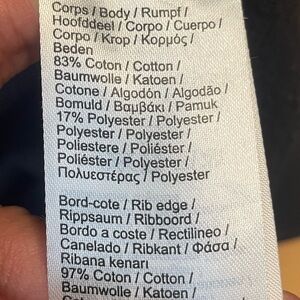 Corps / Body / Rumpf /
Hoofddeel / Corpo / Cuerpo /
Corpo / Krop / Κορμός /
Beden
83% Coton / Cotton /
Baumwolle / Katoen /
Cotone / Algodón / Algodão /
Bomuld / Βαμβάκι / Pamuk
17% Polyester / Polyester /
Polyester / Polyester /
Poliestere / Poliéster /
Poliéster / Polyester /
Πολυεστέρας / Polyester
Bord-cote / Rib edge /
Rippsaum / Ribboord /
Bordo a coste / Rectilineo /
Canelado / Ribkant / Φάσα /
Ribana kenarı
97% Coton / Cotton /
Baumwolle / Katoen /